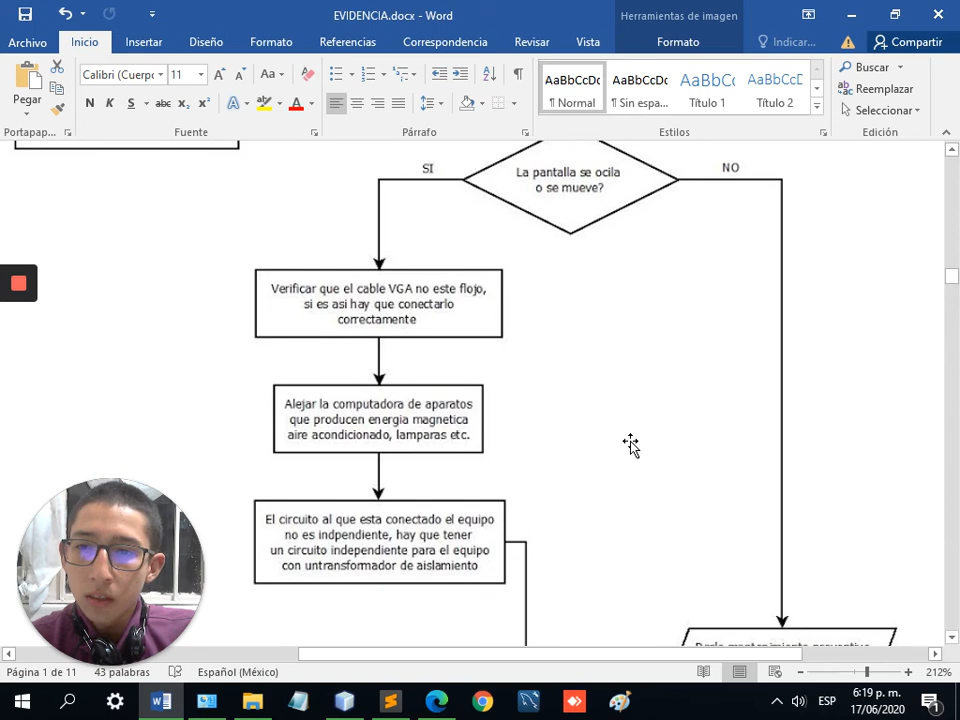 EVIDENCIA.docx - Word
Herramientas de imagen
Archivo
Inicio
Insertar
Diseño
Formato
Referencias
Correspondencia
Revisar
Vista
Formato
Indicar...
Compartir
Pegar
Calibri (Cuerpo
11
Aa
N K S abc x₂ x²
A
AaBbCcDc
AaBbCcDc
AaBbCc
AaBbCcD
¶ Normal
¶ Sin espa...
Título 1
Título 2
Buscar
Reemplazar
Seleccionar
Portapap...
Fuente
Párrafo
Estilos
Edición
SI
La pantalla se ocila
o se mueve?
NO
Verificar que el cable VGA no este flojo,
si es asi hay que conectarlo
correctamente
Alejar la computadora de aparatos
que producen energia magnetica
aire acondicionado, lamparas etc.
El circuito al que esta conectado el equipo
no es indpendiente, hay que tener
un circuito independiente para el equipo
con untransformador de aislamiento
Página 1 de 11
43 palabras
Español (México)
212%
ESP
6:19 p. m.
17/06/2020
1